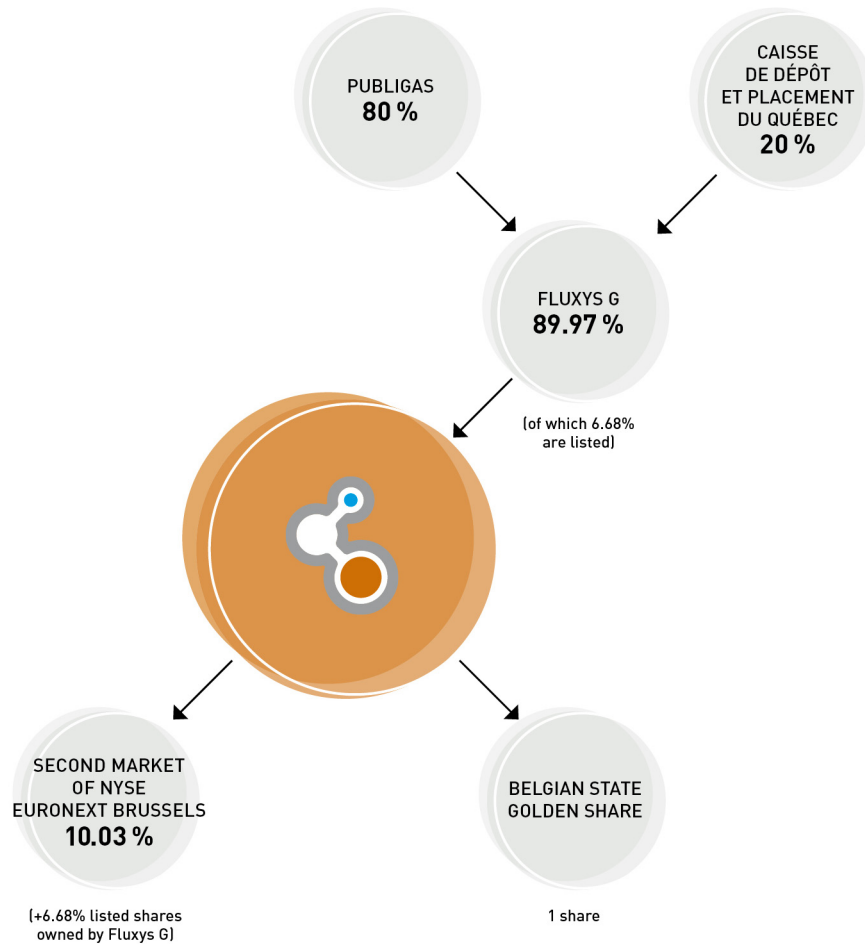 PUBLIGAS
80 %
CAISSE
DE DÉPÔT
ET PLACEMENT
DU QUÉBEC
20 %
FLUXYS G
89.97 %
(of which 6.68%
are listed)
SECOND MARKET
OF NYSE
EURONEXT BRUSSELS
10.03 %
(+6.68% listed shares
owned by Fluxys G)
BELGIAN STATE
GOLDEN SHARE
1 share